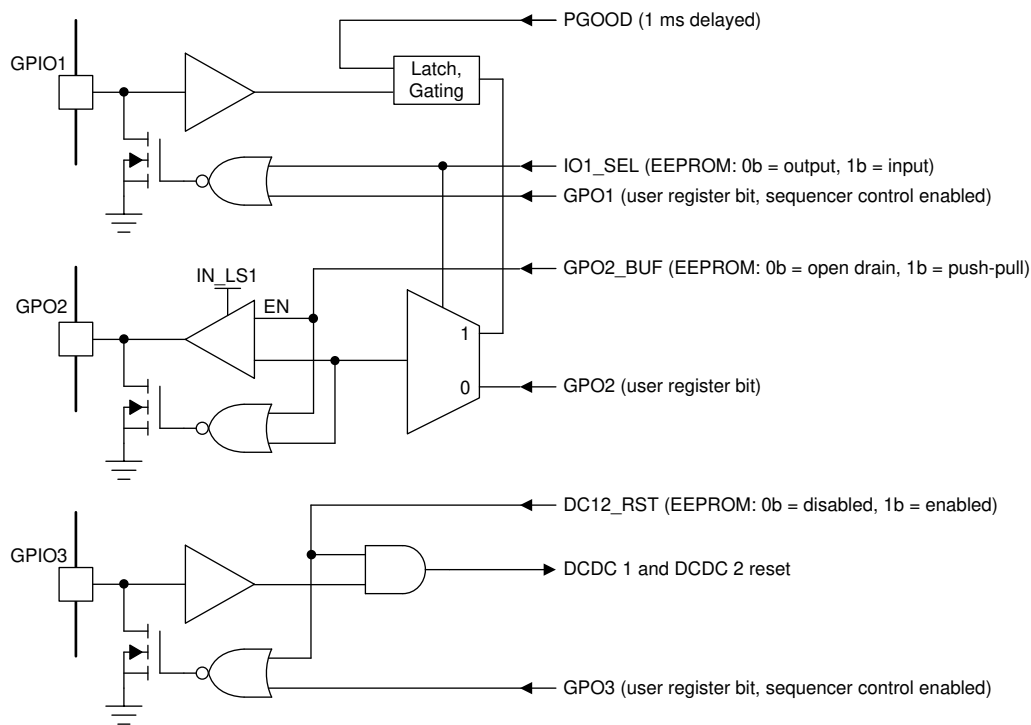 PGOOD (1 ms delayed)
GPIO1
Latch,
Gating
IO1_SEL (EEPROM: 0b = output, 1b = input)
GPO1 (user register bit, sequencer control enabled)
GPO2_BUF (EEPROM: 0b = open drain, 1b = push-pull)
IN_LS1
EN
GPO2
1
0
GPO2 (user register bit)
DC12_RST (EEPROM: 0b = disabled, 1b = enabled)
GPIO3
DCDC 1 and DCDC 2 reset
GPO3 (user register bit, sequencer control enabled)